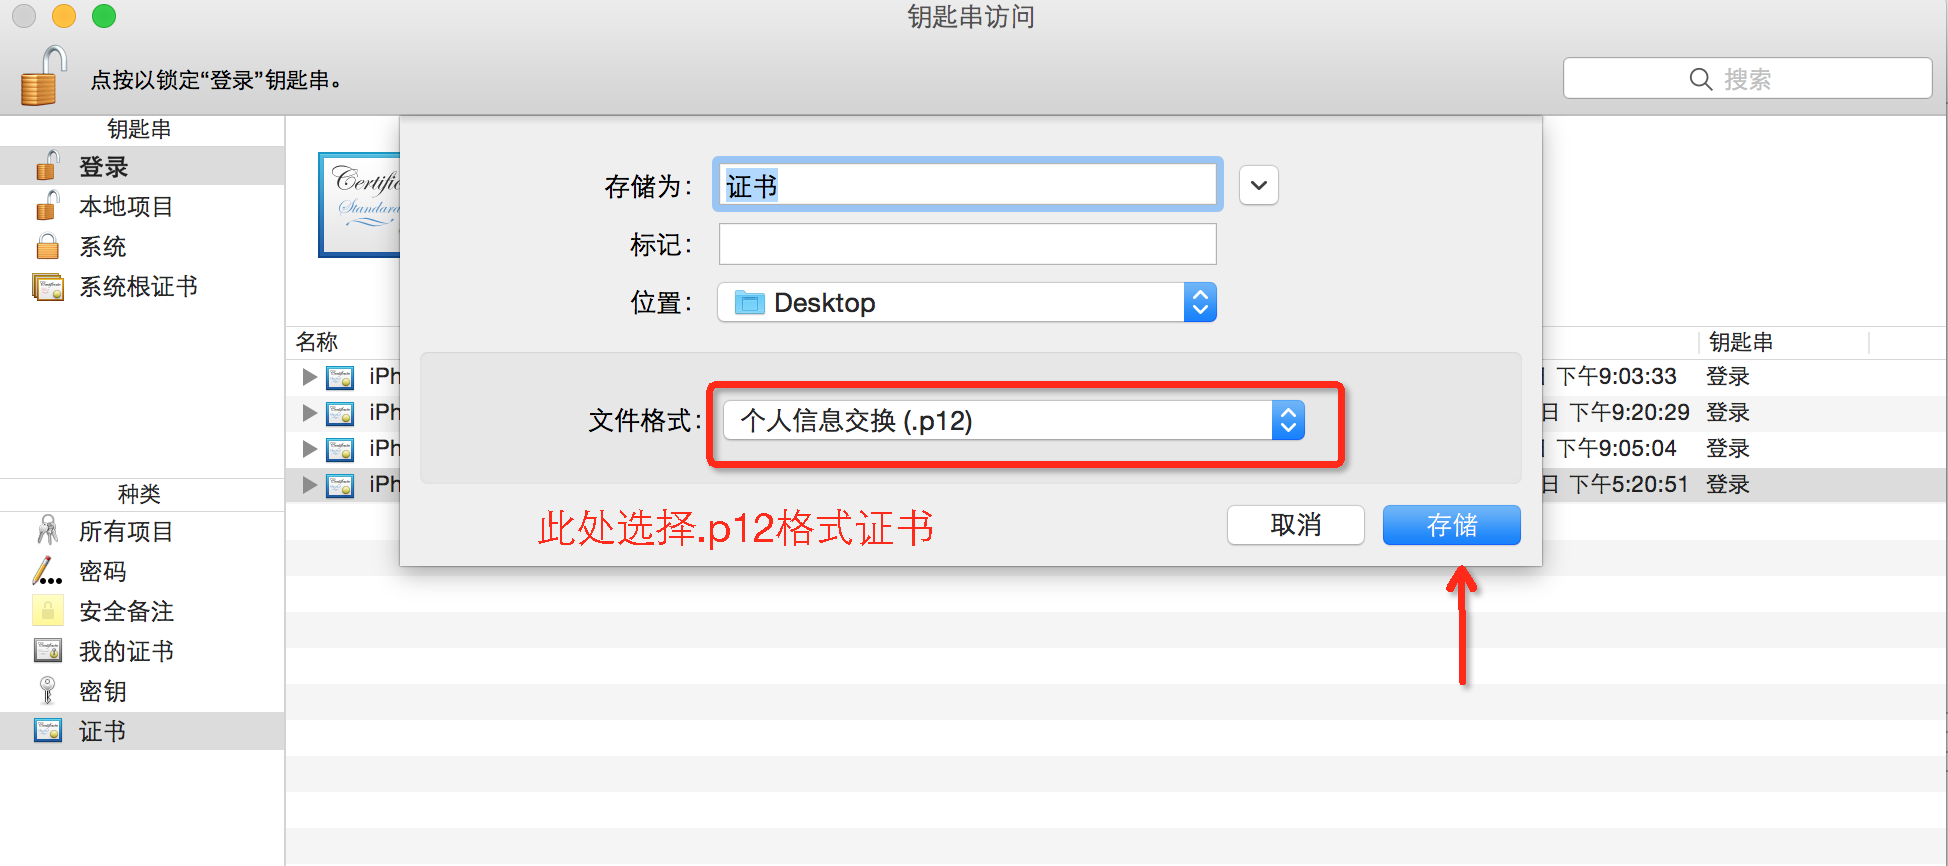 钥匙串访问
点按以锁定“登录”钥匙串。
搜索
钥匙串
登录
本地项目
系统
系统根证书
种类
所有项目
密码
安全备注
我的证书
密钥
证书
Certific
Standard
存储为：
证书
标记：
位置：
Desktop
文件格式：
个人信息交换 (.p12)
此处选择.p12格式证书
取消
存储
名称
钥匙串
iPh
下午9:03:33
登录
iPh
日 下午9:20:29
登录
iPh
下午9:05:04
登录
iPh
日 下午5:20:51
登录